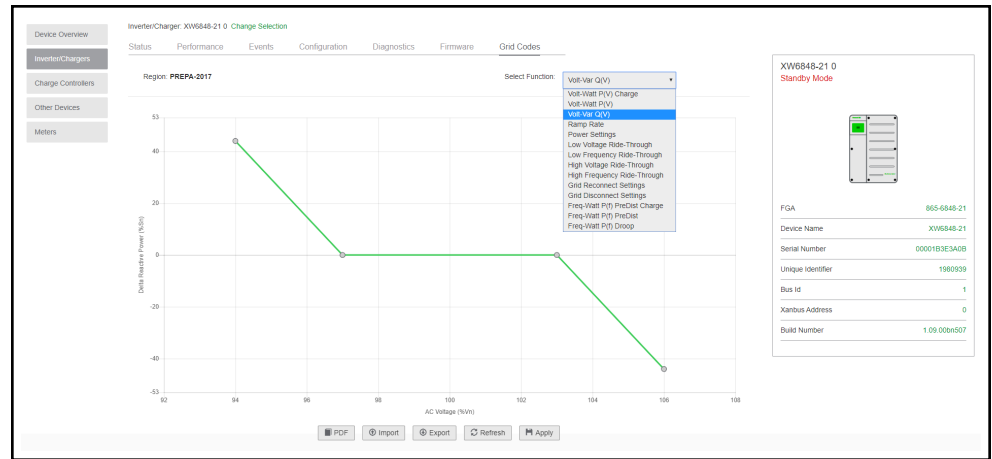 Inverter/Charger: XW6848-21 0 Change Selection
Device Overview
Inverter/Chargers
Charge Controllers
Other Devices
Meters
Status Performance Events Configuration Diagnostics Firmware Grid Codes
Region: PREPA-2017
Select Function: Volt-Var Q(V)
Volt-Watt P(V) Charge
Volt-Watt P(V)
Volt-Var Q(V)
Ramp Rate
Power Settings
Low Voltage Ride-Through
Low Frequency Ride-Through
High Voltage Ride-Through
High Frequency Ride-Through
Grid Reconnect Settings
Grid Disconnect Settings
Freq-Watt P(f) PreDist Charge
Freq-Watt P(f) PreDist
Freq-Watt P(f) Droop
Delta Reactive Power (%Sn)
53
40
20
0
-20
-40
-53
92 94 96 98 100 102 104 106 108
AC Voltage (%Vn)
PDF Import Export Refresh Apply
XW6848-21 0
Standby Mode
FGA 865-6848-21
Device Name XW6848-21
Serial Number 00001B3E3A0B
Unique Identifier 1980939
Bus Id 1
Xanbus Address 0
Build Number 1.09.00bn507